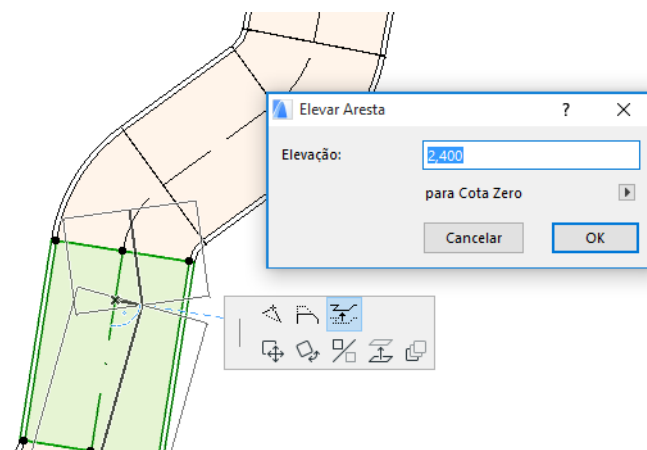 Elevar Aresta
Elevação:
2,400
para Cota Zero
Cancelar
OK